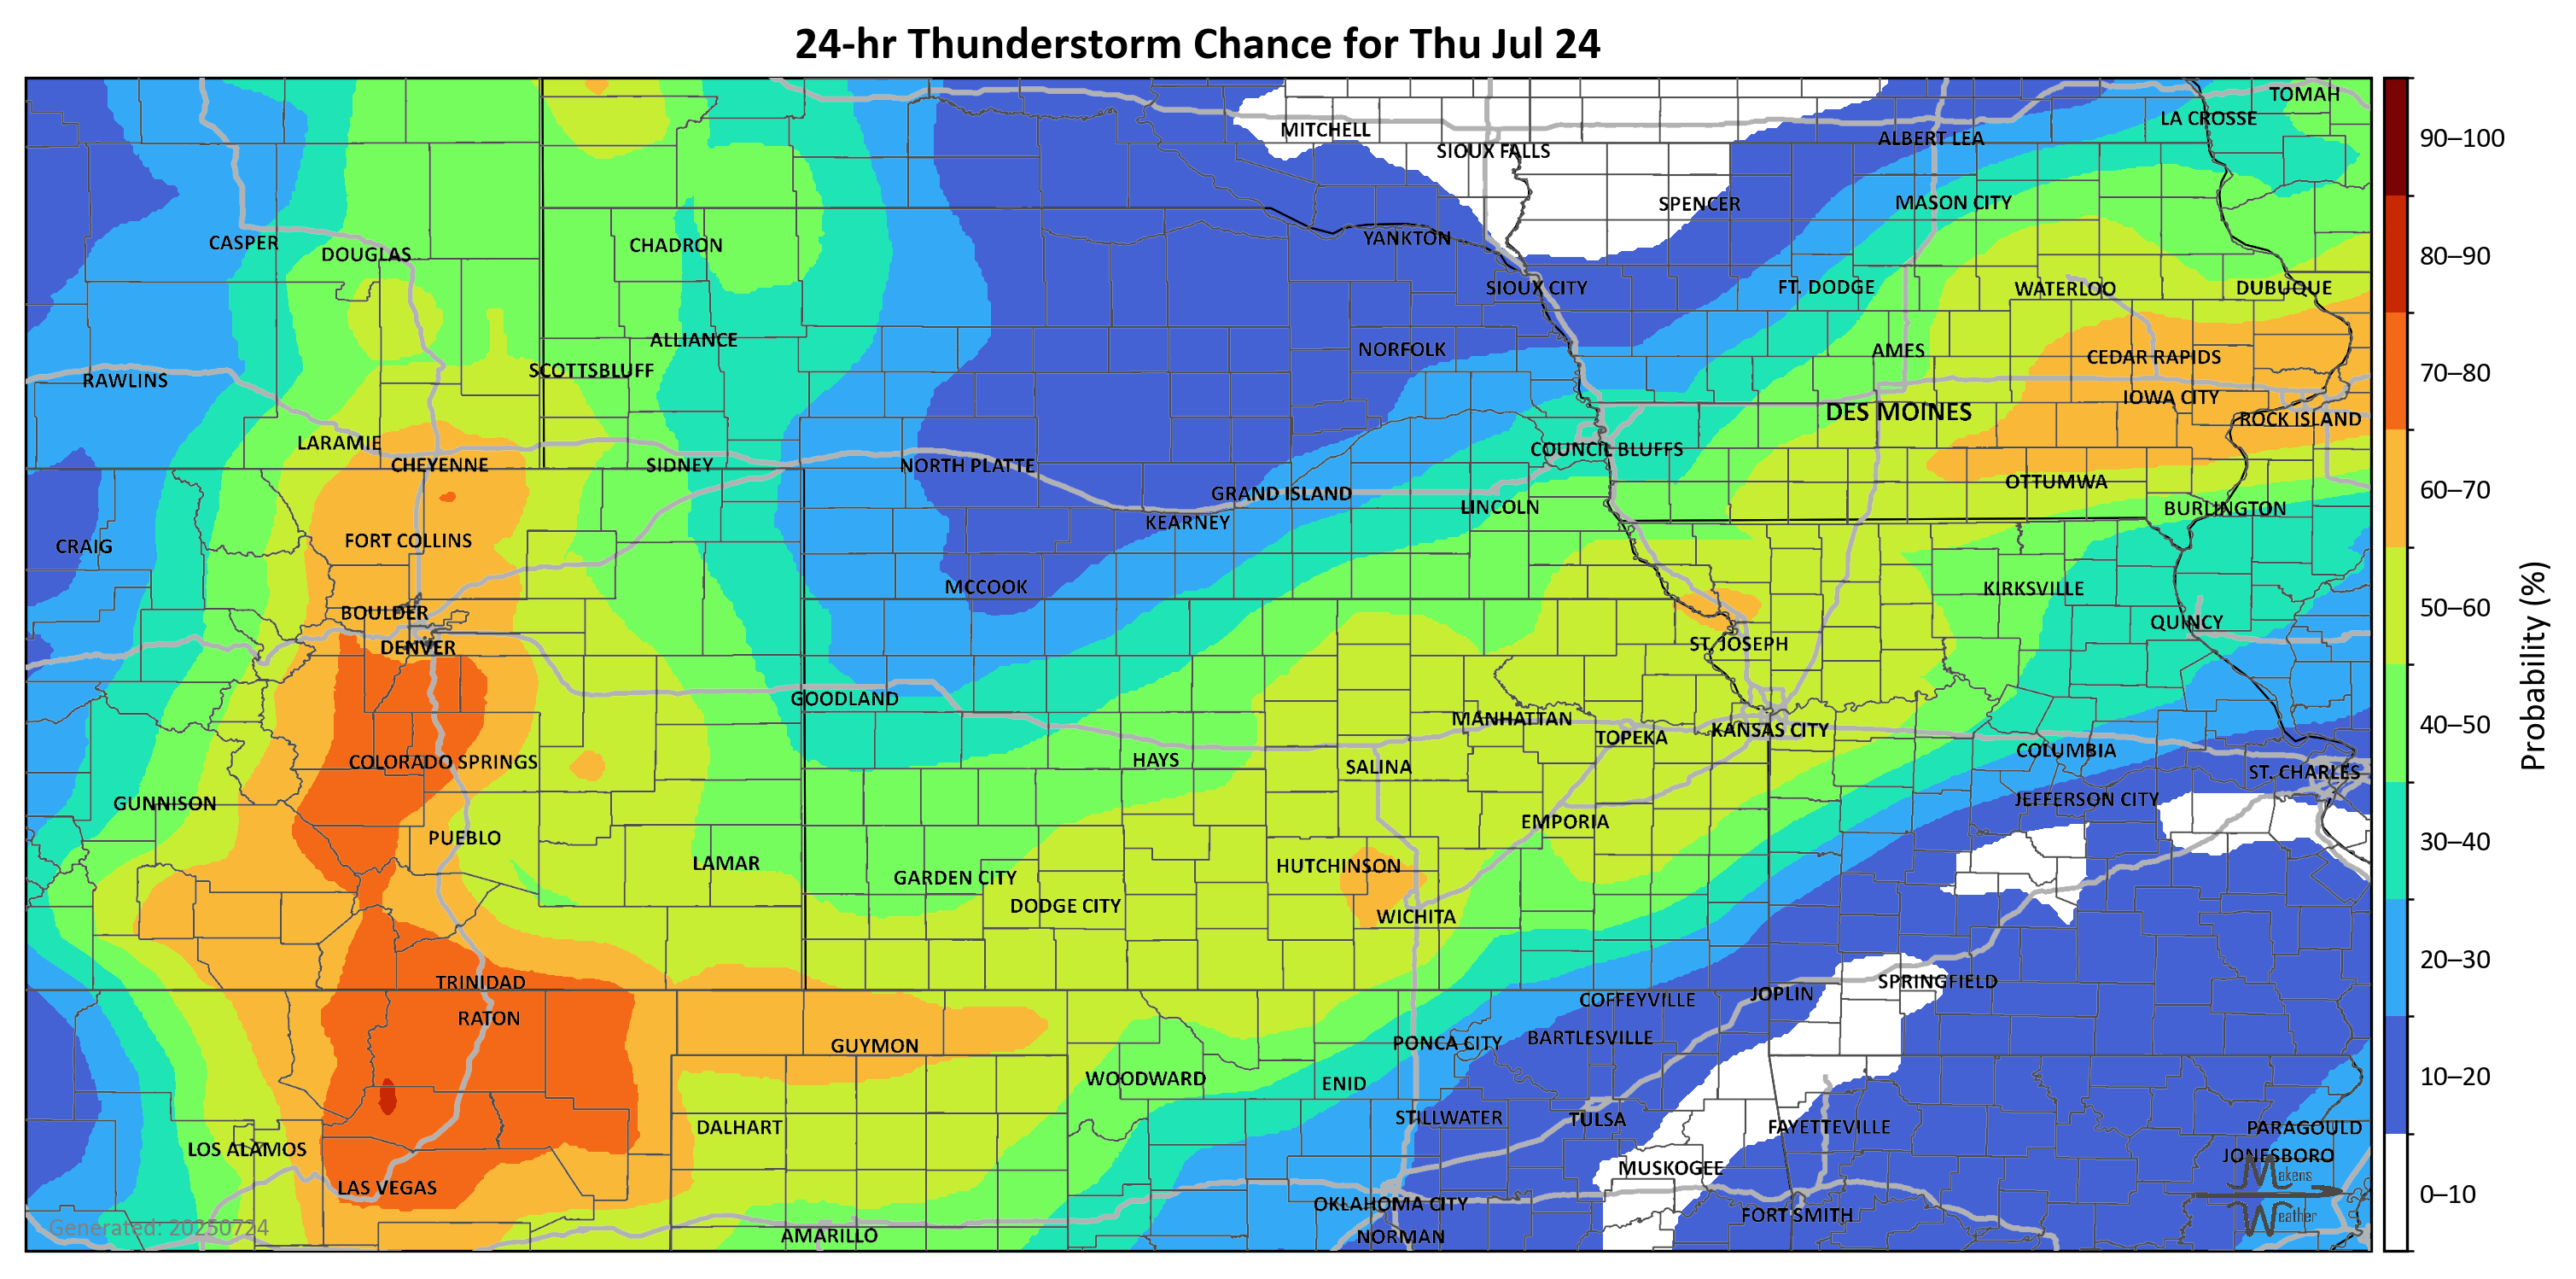 24-hr Thunderstorm Chance for Thu Jul 24
TOMAH
LA CROSSE
MITCHELL
ALBERT LEA
90–100
SIOUX FALLS
SPENCER
MASON CITY
CASPER
DOUGLAS
CHADRON
YANKTON
80–90
SIOUX CITY
FT. DODGE
WATERLOO
DUBUQUE
ALLIANCE
NORFOLK
AMES
CEDAR RAPIDS
RAWLINS
SCOTTSBLUFF
70–80
IOWA CITY
DES MOINES
ROCK ISLAND
LARAMIE
COUNCIL BLUFFS
CHEYENNE
SIDNEY
NORTH PLATTE
GRAND ISLAND
OTTUMWA
60–70
LINCOLN
BURLINGTON
KEARNEY
CRAIG
FORT COLLINS
MCCOOK
KIRKSVILLE
BOULDER
QUINCY
50–60
DENVER
ST. JOSEPH
GOODLAND
MANHATTAN
KANSAS CITY
TOPEKA
40–50
Probability (%)
COLORADO SPRINGS
HAYS
SALINA
COLUMBIA
ST. CHARLES
GUNNISON
JEFFERSON CITY
PUEBLO
EMPORIA
30–40
LAMAR
GARDEN CITY
HUTCHINSON
DODGE CITY
WICHITA
20–30
TRINIDAD
SPRINGFIELD
COFFEYVILLE
JOPLIN
RATON
GUYMON
PONCA CITY
BARTLESVILLE
WOODWARD
ENID
10–20
DALHART
STILLWATER
TULSA
FAYETTEVILLE
PARAGOULD
LOS ALAMOS
JONESBORO
MUSKOGEE
Makens
LAS VEGAS
OKLAHOMA CITY
0–10
FORT SMITH
Weather
Generated: 20250724
AMARILLO
NORMAN